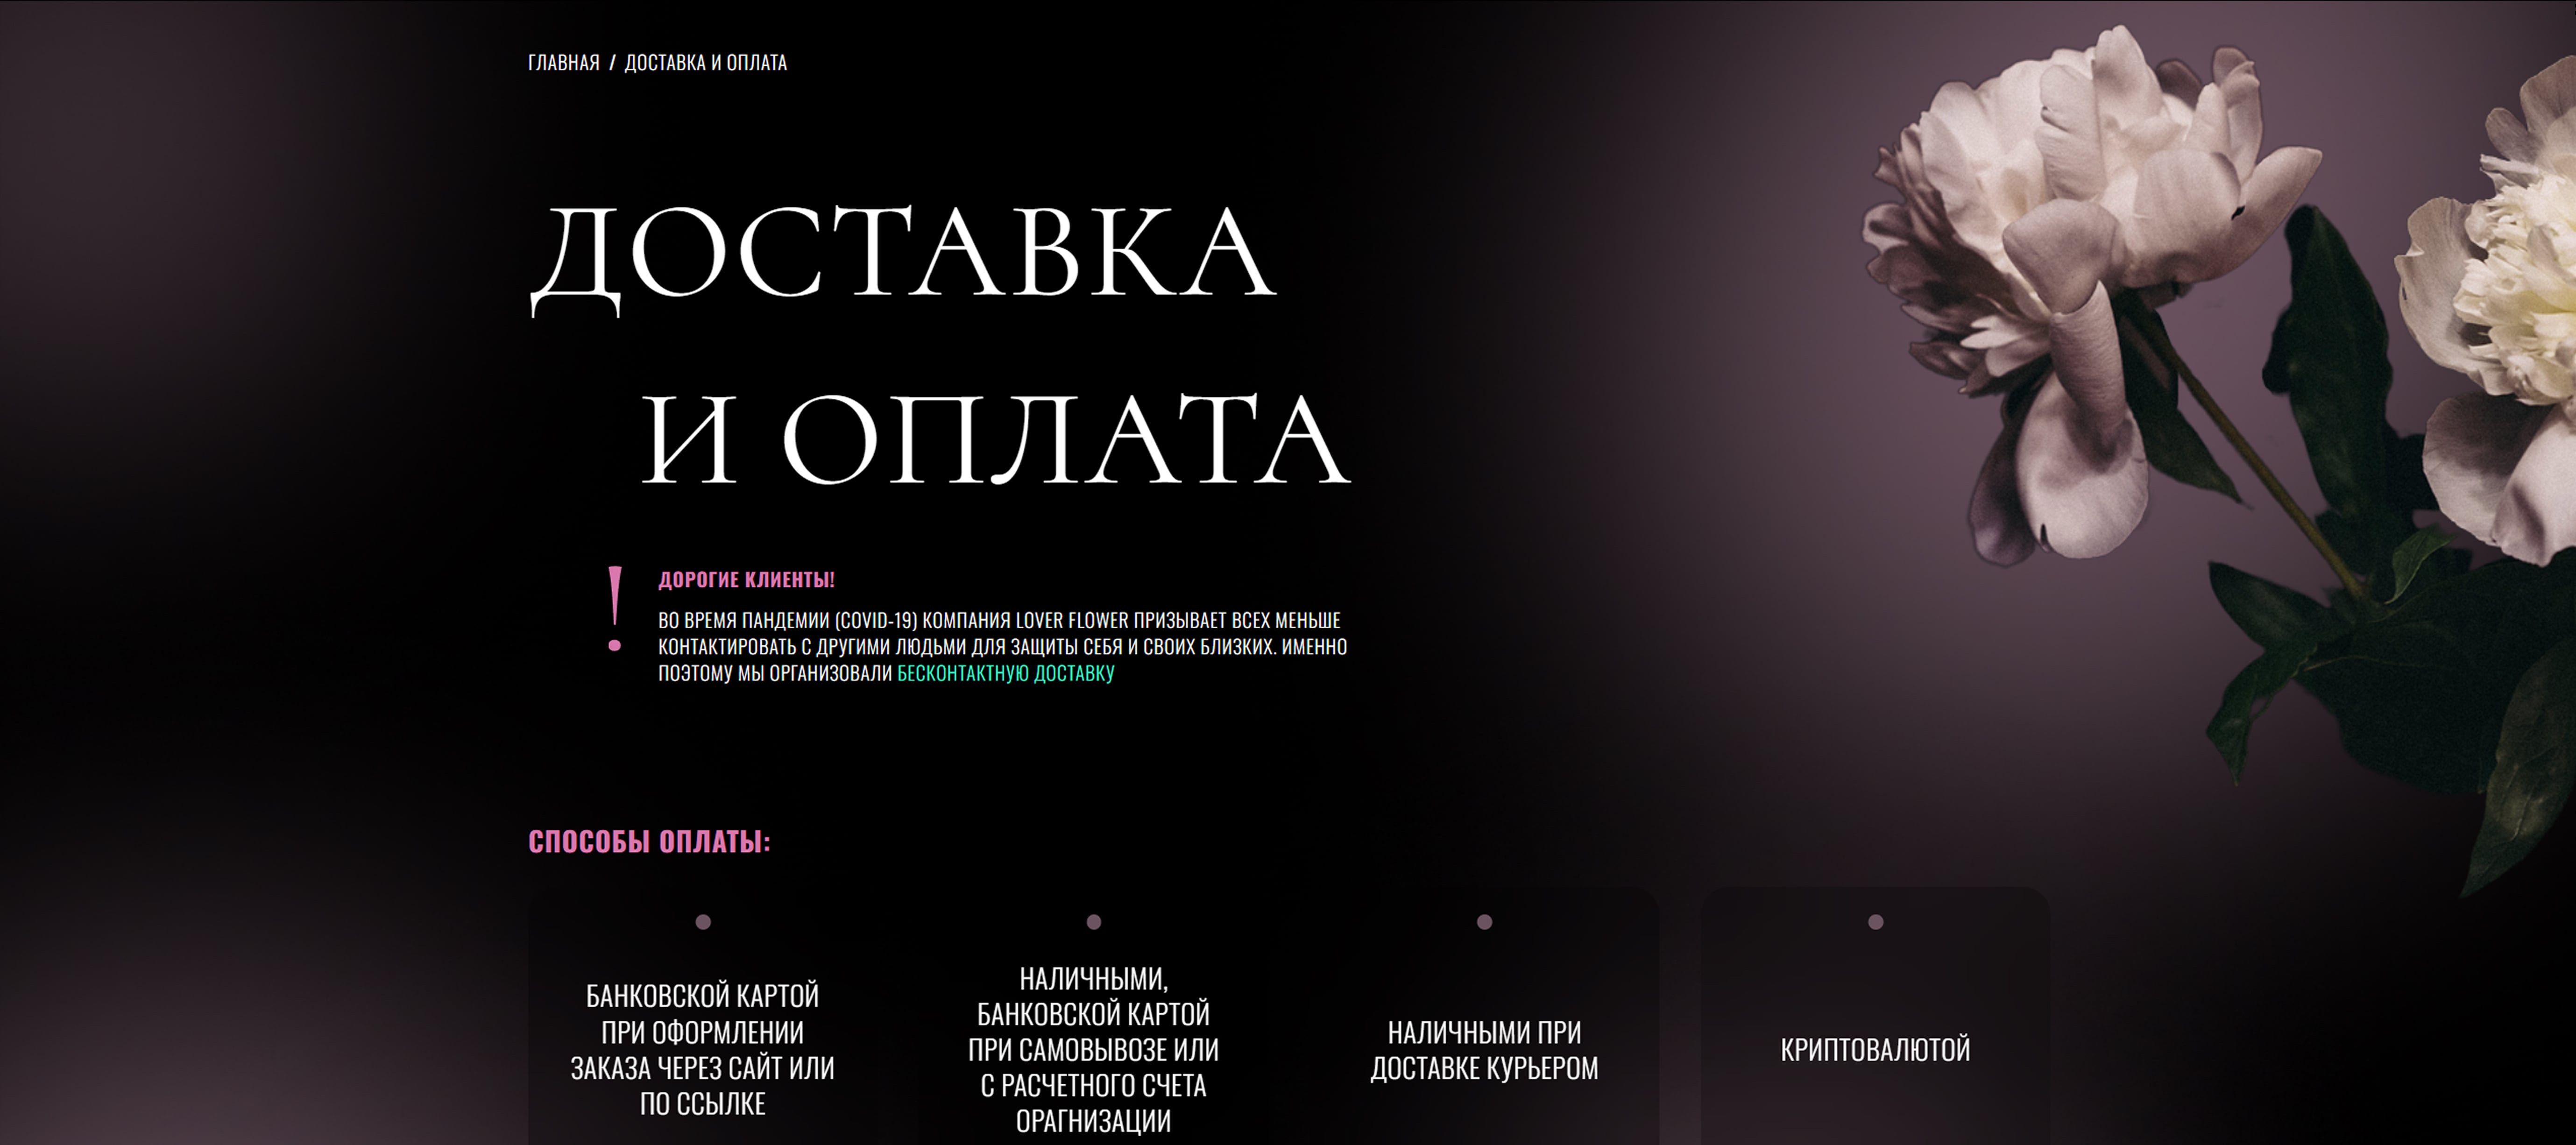 ГЛАВНАЯ / ДОСТАВКА И ОПЛАТА
ДОСТАВКА
И ОПЛАТА
!
ДОРОГИЕ КЛИЕНТЫ!
ВО ВРЕМЯ ПАНДЕМИИ (COVID-19) КОМПАНИЯ LOVER FLOWER ПРИЗЫВАЕТ ВСЕХ МЕНЬШЕ
КОНТАКТИРОВАТЬ С ДРУГИМИ ЛЮДЬМИ ДЛЯ ЗАЩИТЫ СЕБЯ И СВОИХ БЛИЗКИХ. ИМЕННО
ПОЭТОМУ МЫ ОРГАНИЗОВАЛИ БЕСКОНТАКТНУЮ ДОСТАВКУ
СПОСОБЫ ОПЛАТЫ:
БАНКОВСКОЙ КАРТОЙ
ПРИ ОФОРМЛЕНИИ
ЗАКАЗА ЧЕРЕЗ САЙТ ИЛИ
ПО ССЫЛКЕ
НАЛИЧНЫМИ,
БАНКОВСКОЙ КАРТОЙ
ПРИ САМОВЫВОЗЕ ИЛИ
С РАСЧЕТНОГО СЧЕТА
ОРАГНИЗАЦИИ
НАЛИЧНЫМИ ПРИ
ДОСТАВКЕ КУРЬЕРОМ
КРИПТОВАЛЮТОЙ